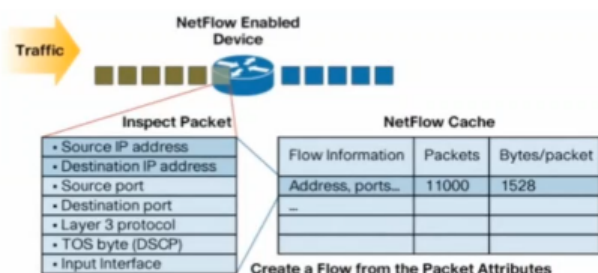 NetFlow Enabled
Device
Traffic
Inspect Packet
• Source IP address
• Destination IP address
• Source port
• Destination port
• Layer 3 protocol
• TOS byte (DSCP)
• Input Interface
NetFlow Cache
Flow Information Packets Bytes/packet
Address, ports... 11000 1528
...
Create a Flow from the Packet Attributes